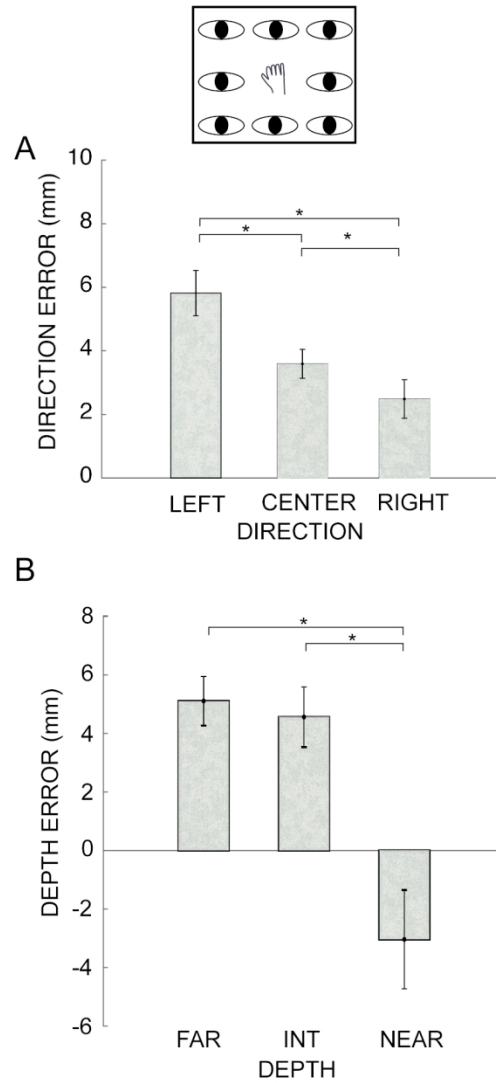 A
10
8
6
4
2
0
DIRECTION ERROR (mm)
*
*
*
LEFT CENTER RIGHT
DIRECTION
B
8
6
4
2
0
-2
-4
-6
DEPTH ERROR (mm)
*
*
FAR INT NEAR
DEPTH